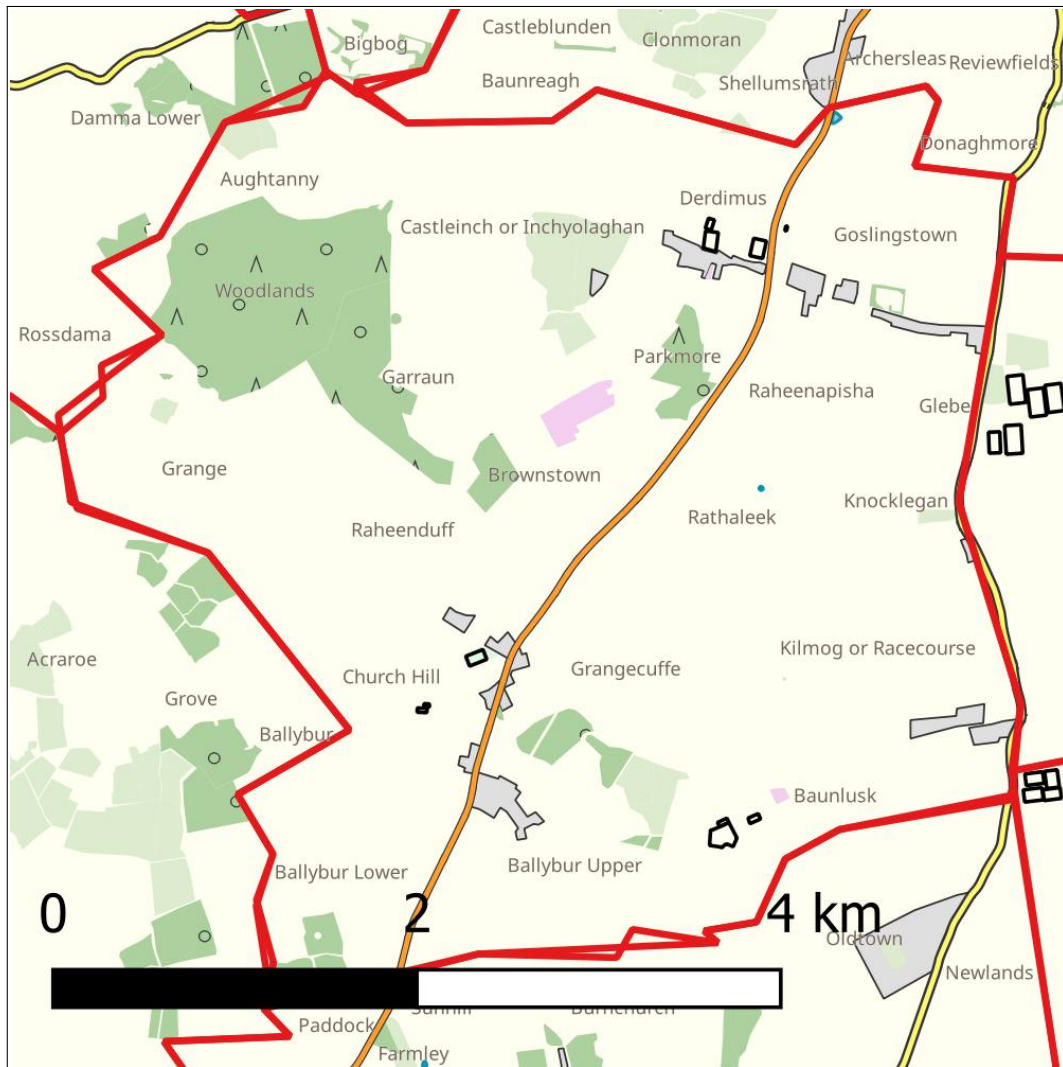 Castleblunden
Bigbog
Clonmoran
Archersleas
Reviewfields
Baunreagh
Shellumsrath
Damma Lower
Donaghmore
Aughtanny
Derdimus
Castleinch or Inchyolaghan
Goslingstown
Woodlands
Rossdama
Parkmore
Garraun
Raheenapisha
Glebe
Grange
Brownstown
Knocklegan
Rathaleek
Raheenduff
Kilmog or Racecourse
Acraroe
Grangecuffe
Church Hill
Grove
Ballybur
Baunlusk
Ballybur Upper
Ballybur Lower
0 2 4 km
Oldtown
Newlands
Sunhill
Burnchurch
Paddock
Farmley